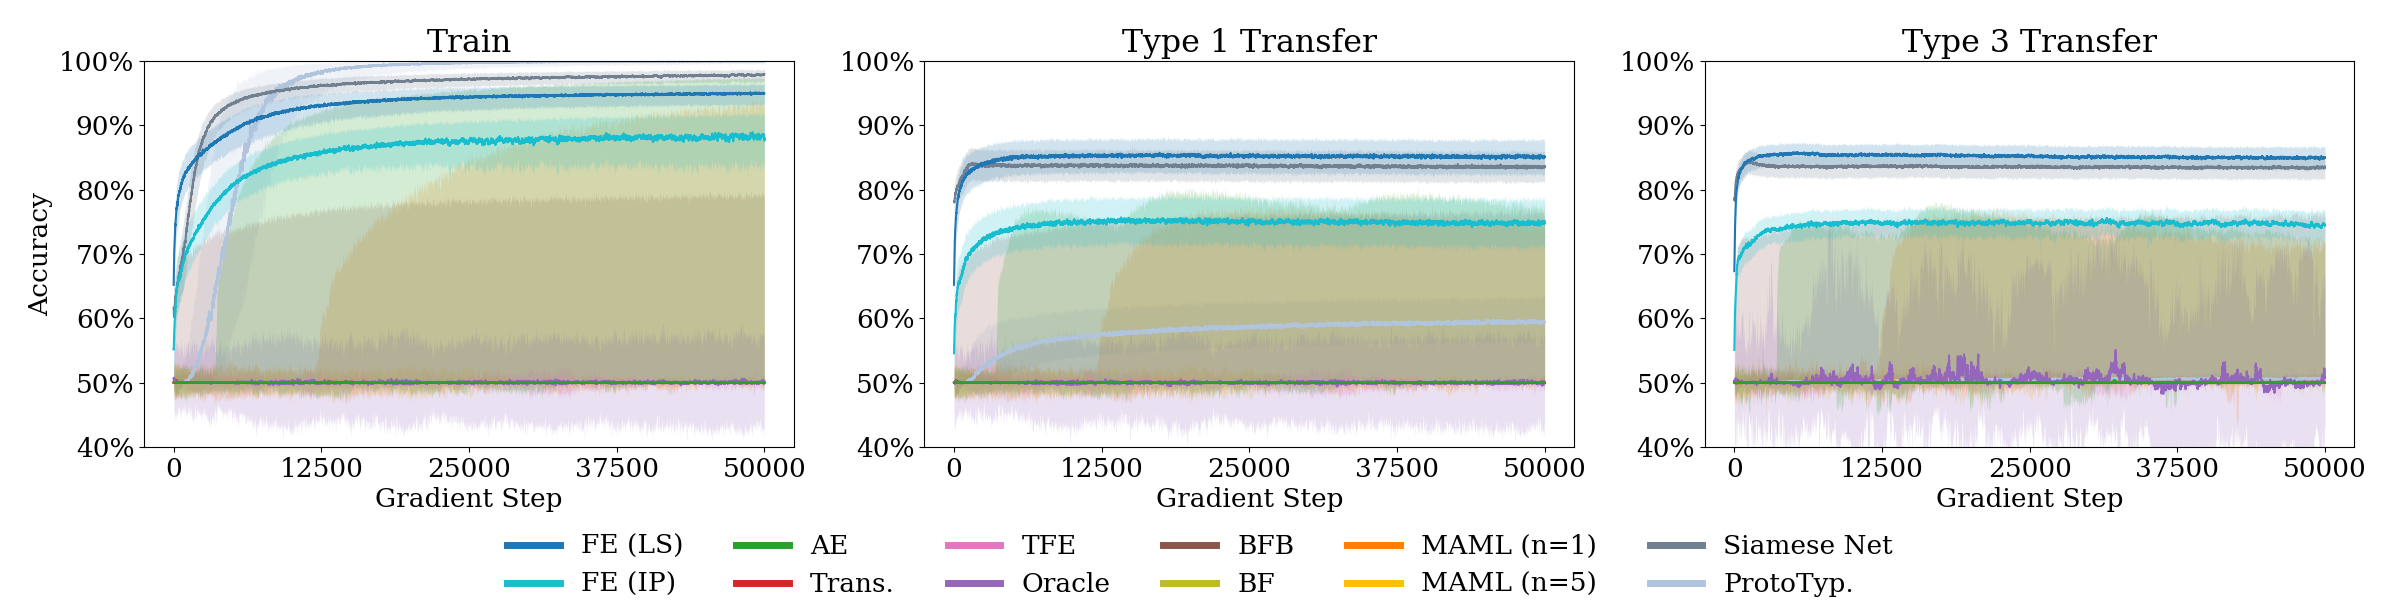 Train
Type 1 Transfer
Type 3 Transfer
Accuracy
100%
90%
80%
70%
60%
50%
40%
100%
90%
80%
70%
60%
50%
40%
100%
90%
80%
70%
60%
50%
40%
0 12500 25000 37500 50000
0 12500 25000 37500 50000
0 12500 25000 37500 50000
Gradient Step
Gradient Step
Gradient Step
FE (LS) AE TFE BFB MAML (n=1) Siamese Net
FE (IP) Trans. Oracle BF MAML (n=5) ProtoTyp.